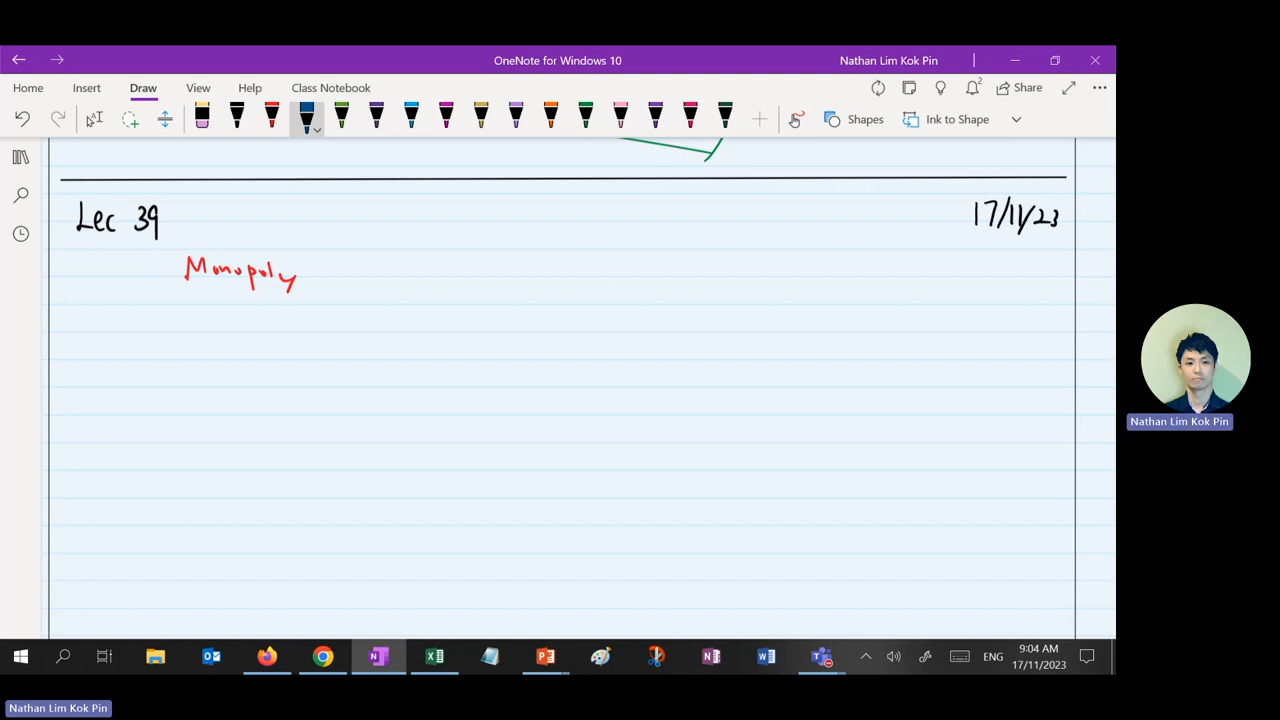 OneNote for Windows 10
Nathan Lim Kok Pin
Home Insert Draw View Help Class Notebook
2
Share
Shapes
Ink to Shape
Lec 39
17/11/23
Monopoly
Nathan Lim Kok Pin
ENG
9:04 AM
17/11/2023
Nathan Lim Kok Pin